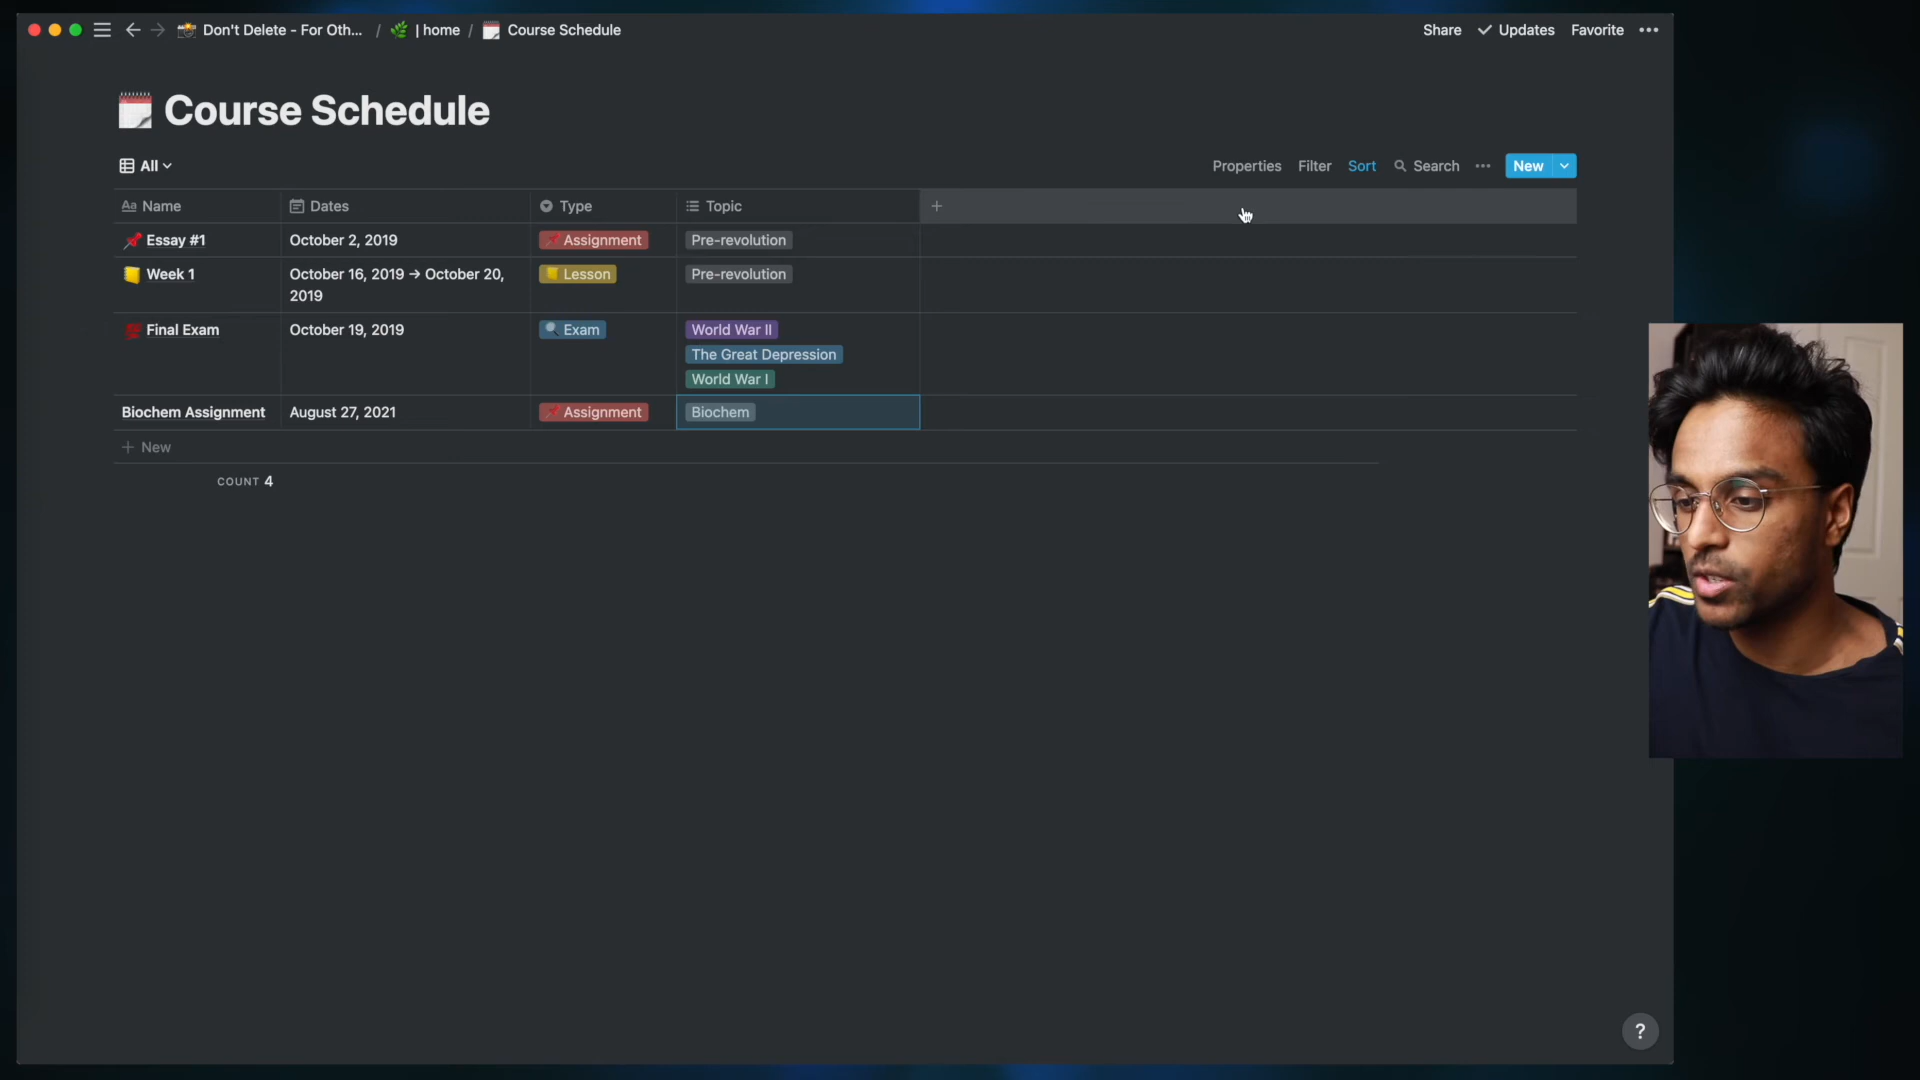 Don't Delete - For Oth... / | home / Course Schedule
Share Updates Favorite
Course Schedule
All
Properties Filter Sort Search New
Aa Name Dates Type Topic
Essay #1 October 2, 2019 Assignment Pre-revolution
Week 1 October 16, 2019 → October 20, 2019 Lesson Pre-revolution
Final Exam October 19, 2019 Exam World War II
The Great Depression
World War I
Biochem Assignment August 27, 2021 Assignment Biochem
+ New
COUNT 4
?